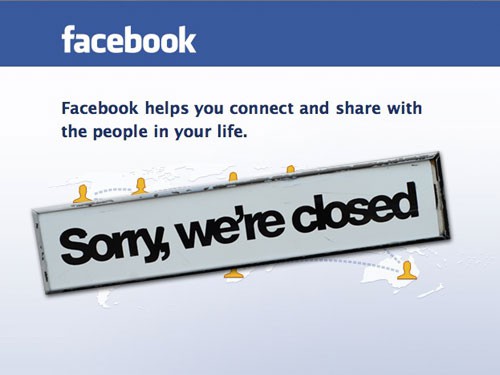 facebook
Facebook helps you connect and share with
the people in your life.
Sorry, we're closed